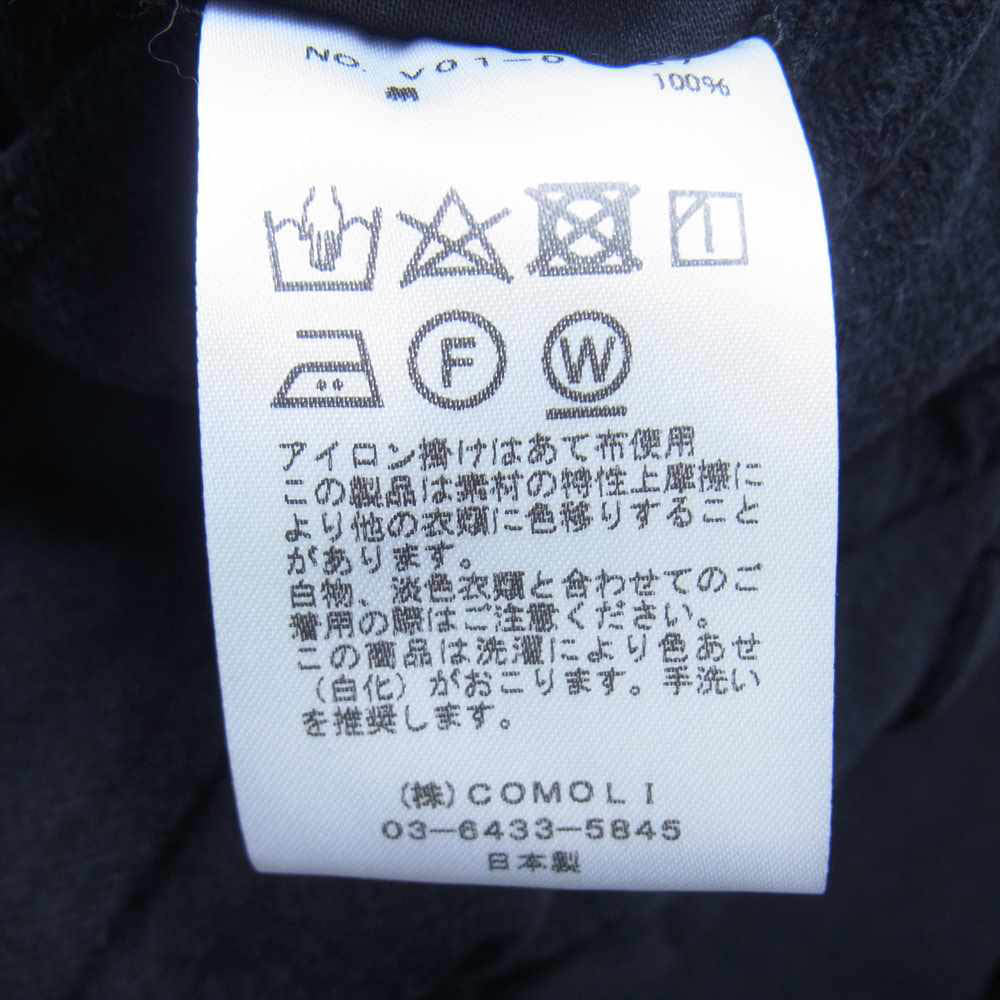 NO. V01-0
100%
F W
アイロン掛けはあて布使用
この製品は素材の特性上摩擦に
より他の衣類に色移りすること
があります。
白物、淡色衣類と合わせてのご
着用の際はご注意ください。
この商品は洗濯により色あせ
（白化）がおこります。手洗い
を推奨します。
（株）COMOLI
03-6433-5845
日本製